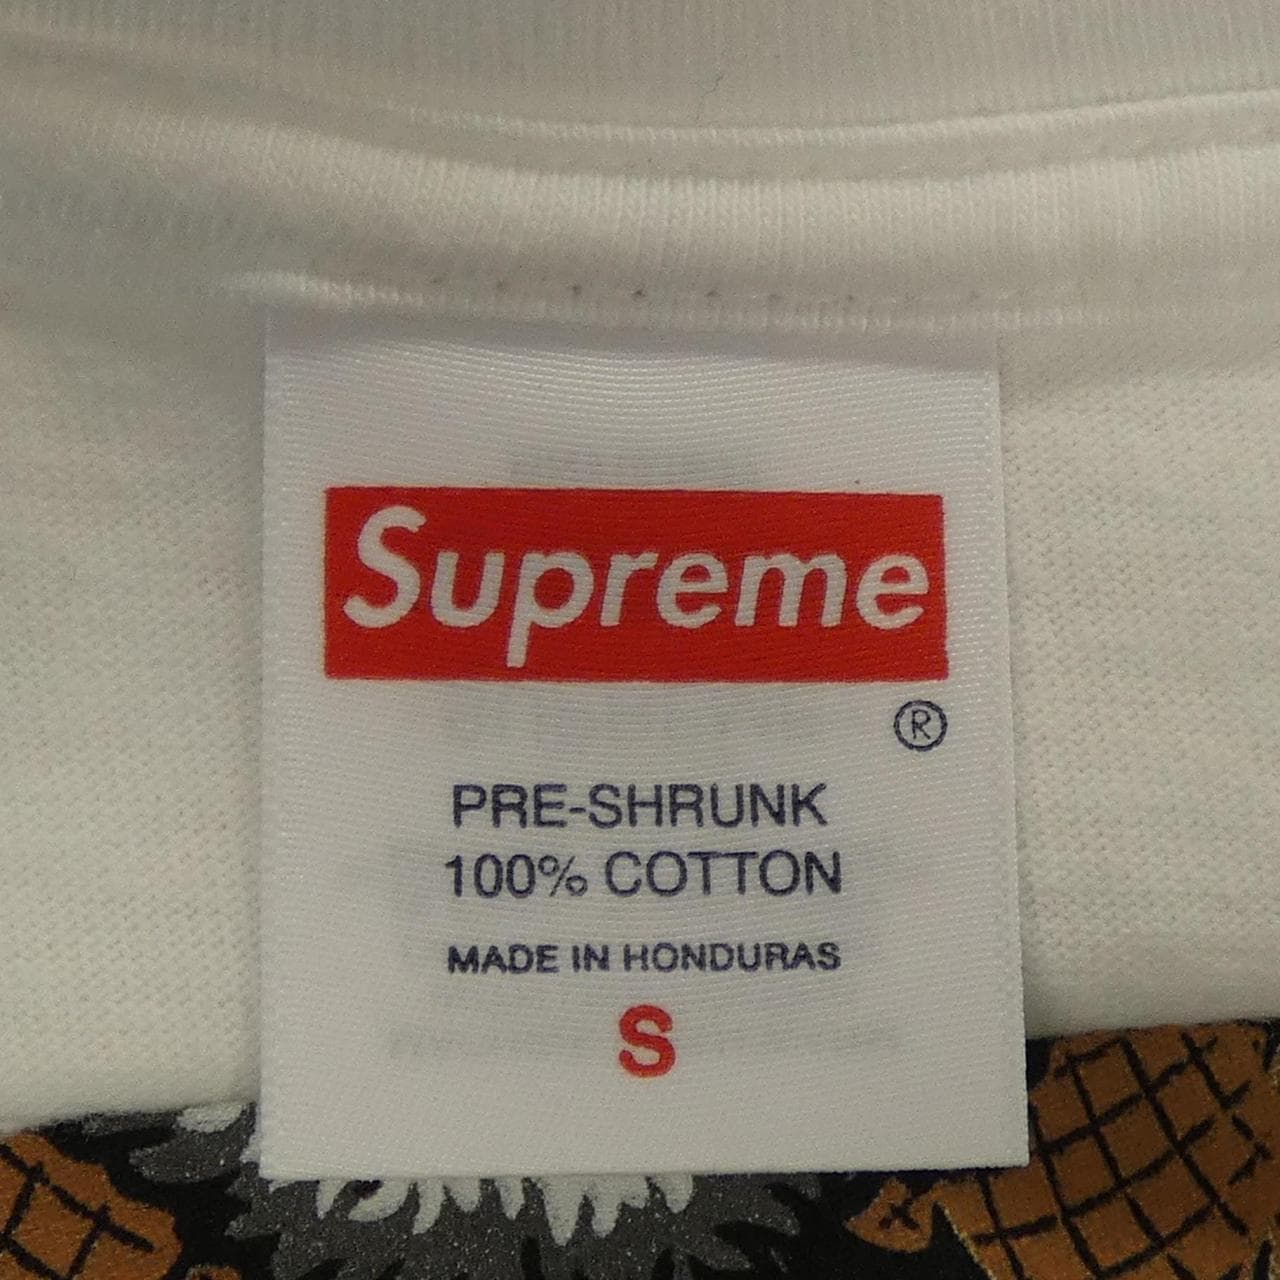 Supreme
®
PRE-SHRUNK
100% COTTON
MADE IN HONDURAS
S